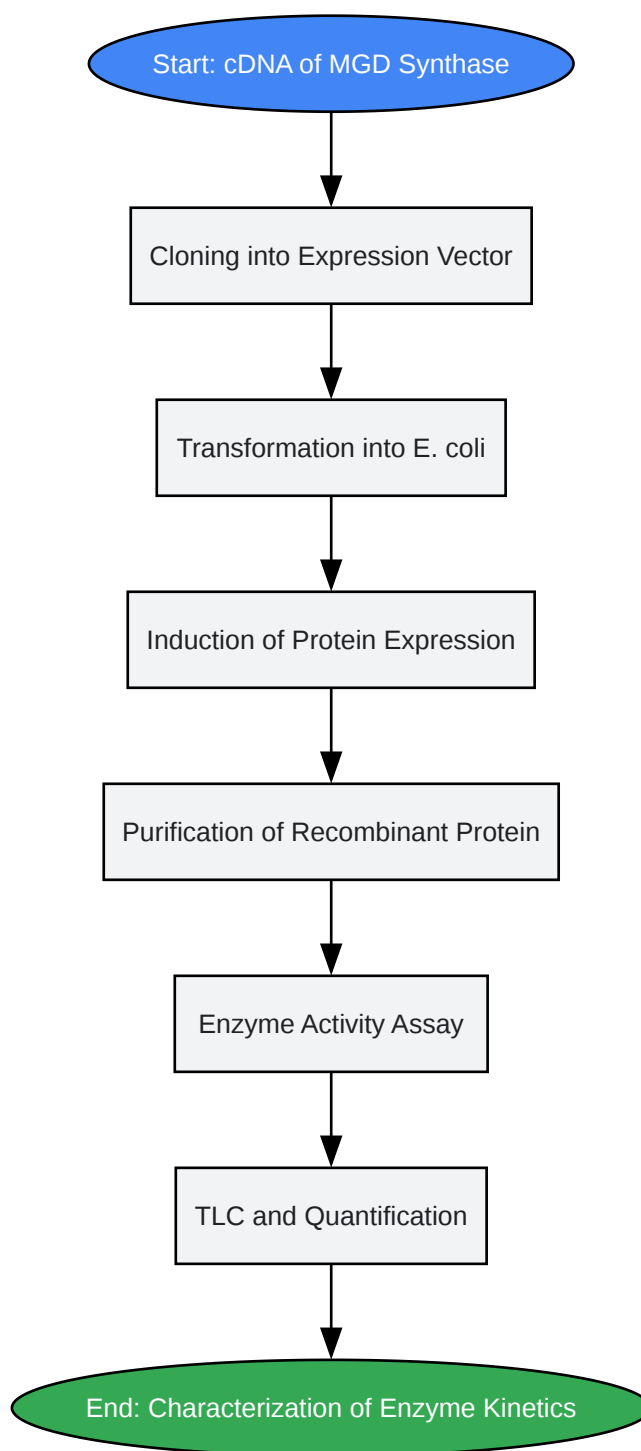 Start: cDNA of MGD Synthase
Cloning into Expression Vector
Transformation into E. coli
Induction of Protein Expression
Purification of Recombinant Protein
Enzyme Activity Assay
TLC and Quantification
End: Characterization of Enzyme Kinetics